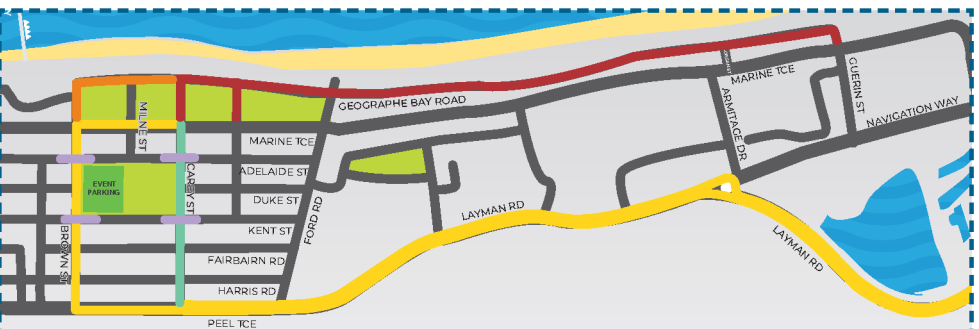 MARINE TCE
GUERIN ST
GEOGRAPHE BAY ROAD
NAVIGATION WAY
MILNE ST
ARMITAGE DR
MARINE TCE
CAREY ST
ADELAIDE ST
EVENT
PARKING
DUKE ST
FORD RD
LAYMAN RD
BROWN ST
KENT ST
LAYMAN RD
FAIRBAIRN RD
HARRIS RD
PEEL TCE